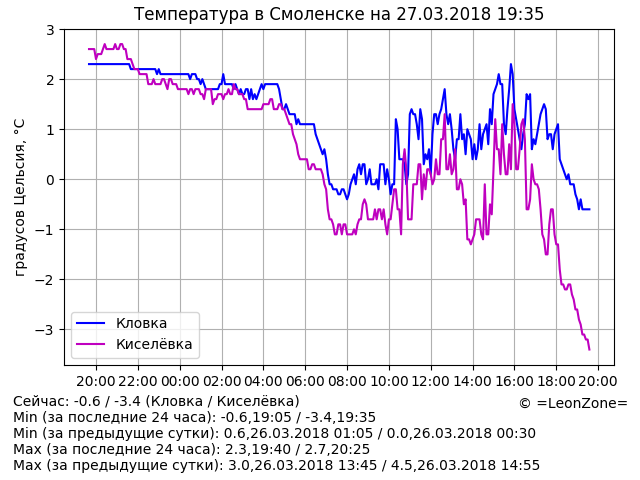 Температура в Смоленске на 27.03.2018 19:35
градусов Цельсия, °C
3
2
1
0
−1
−2
−3
Кловка
Киселёвка
20:00 22:00 00:00 02:00 04:00 06:00 08:00 10:00 12:00 14:00 16:00 18:00 20:00
Сейчас: -0.6 / -3.4 (Кловка / Киселёвка)
© =LeonZone=
Min (за последние 24 часа): -0.6,19:05 / -3.4,19:35
Min (за предыдущие сутки): 0.6,26.03.2018 01:05 / 0.0,26.03.2018 00:30
Max (за последние 24 часа): 2.3,19:40 / 2.7,20:25
Max (за предыдущие сутки): 3.0,26.03.2018 13:45 / 4.5,26.03.2018 14:55